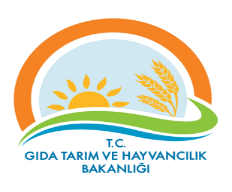 T.C.
GIDA TARIM VE HAYVANCILIK
BAKANLIĞI